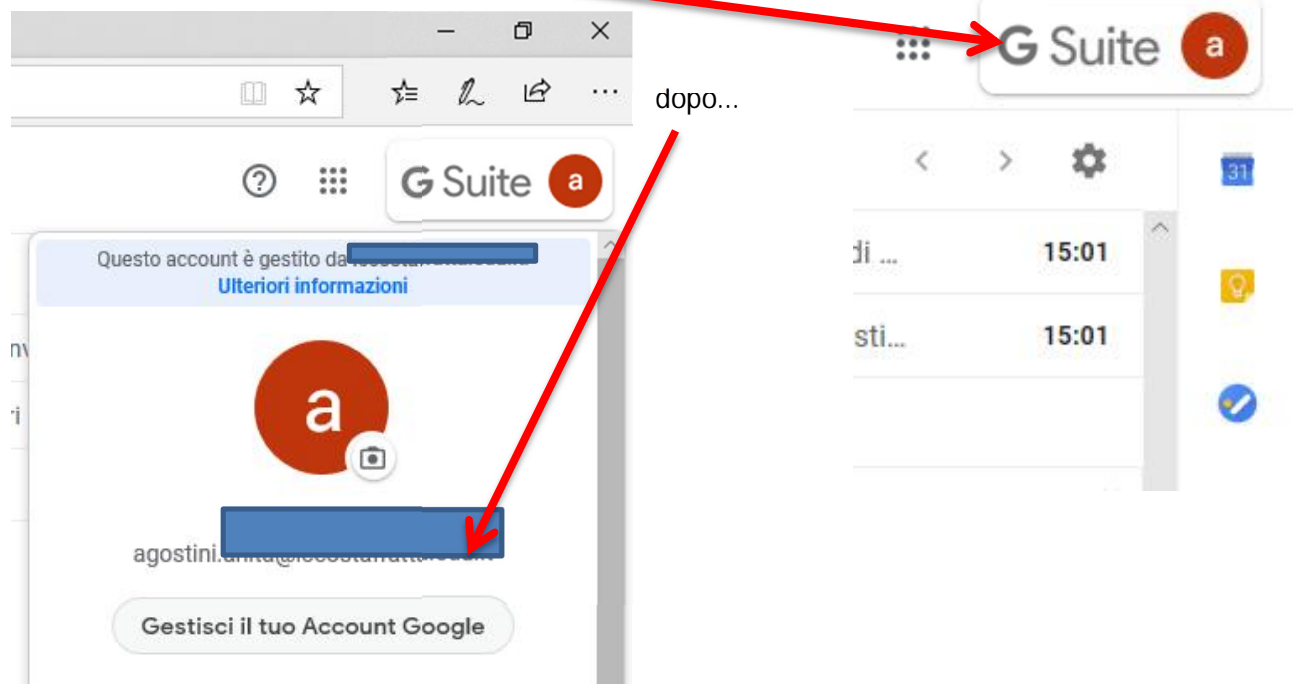 G Suite a
dopo...
G Suite a
Questo account è gestito da
Ulteriori informazioni
a
agostini.
Gestisci il tuo Account Google
31
di ... 15:01
sti... 15:01